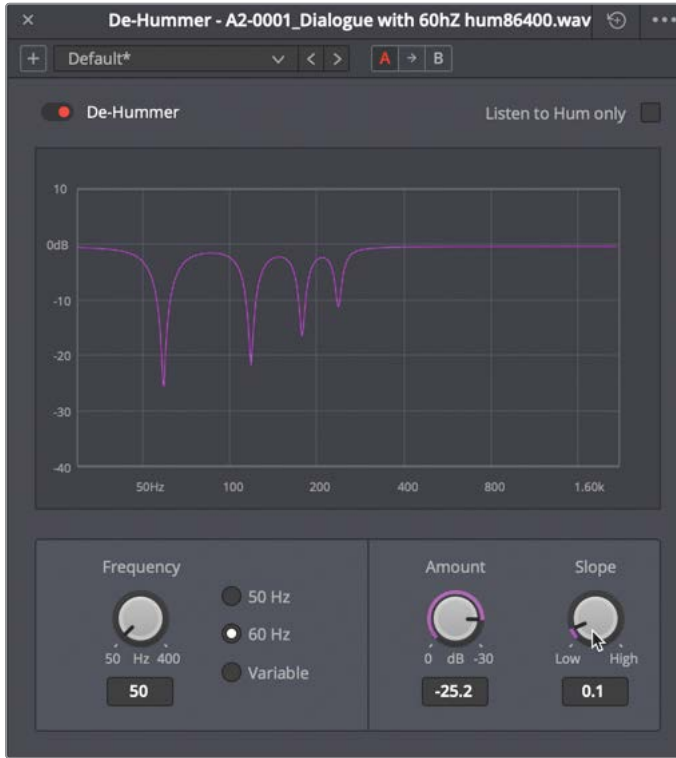 De-Hummer - A2-0001_Dialogue with 60hZ hum86400.wav
Default*
A
B
De-Hummer
Listen to Hum only
10
0dB
-10
-20
-30
-40
50Hz 100 200 400 800 1.60k
Frequency
50 Hz 400
50
50 Hz
60 Hz
Variable
Amount
0 dB -30
-25.2
Slope
Low High
0.1